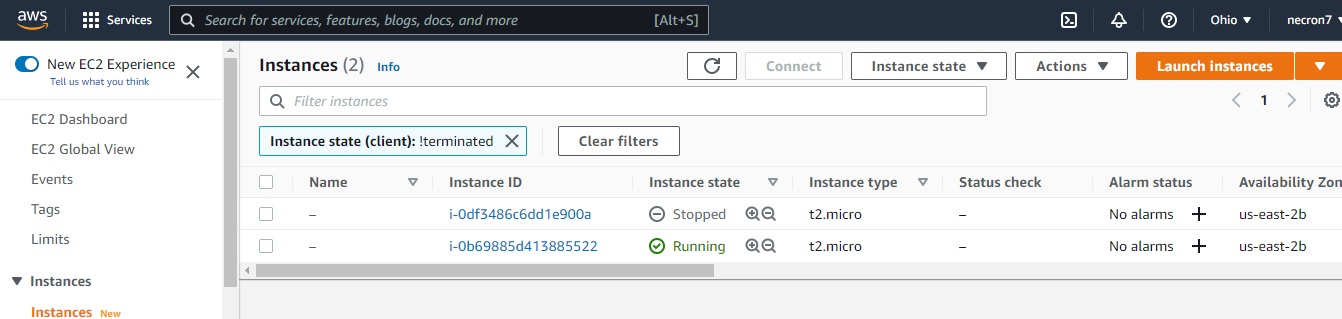 aws Services Search for services, features, blogs, docs, and more [Alt+S] Ohio necron7
New EC2 Experience
Tell us what you think
EC2 Dashboard
EC2 Global View
Events
Tags
Limits
Instances
Instances New
Instances (2) Info Connect Instance state Actions Launch instances
Filter instances 1
Instance state (client): !terminated Clear filters
Name Instance ID Instance state Instance type Status check Alarm status Availability Zon
– i-0df3486c6dd1e900a Stopped t2.micro – No alarms + us-east-2b
– i-0b69885d413885522 Running t2.micro – No alarms + us-east-2b